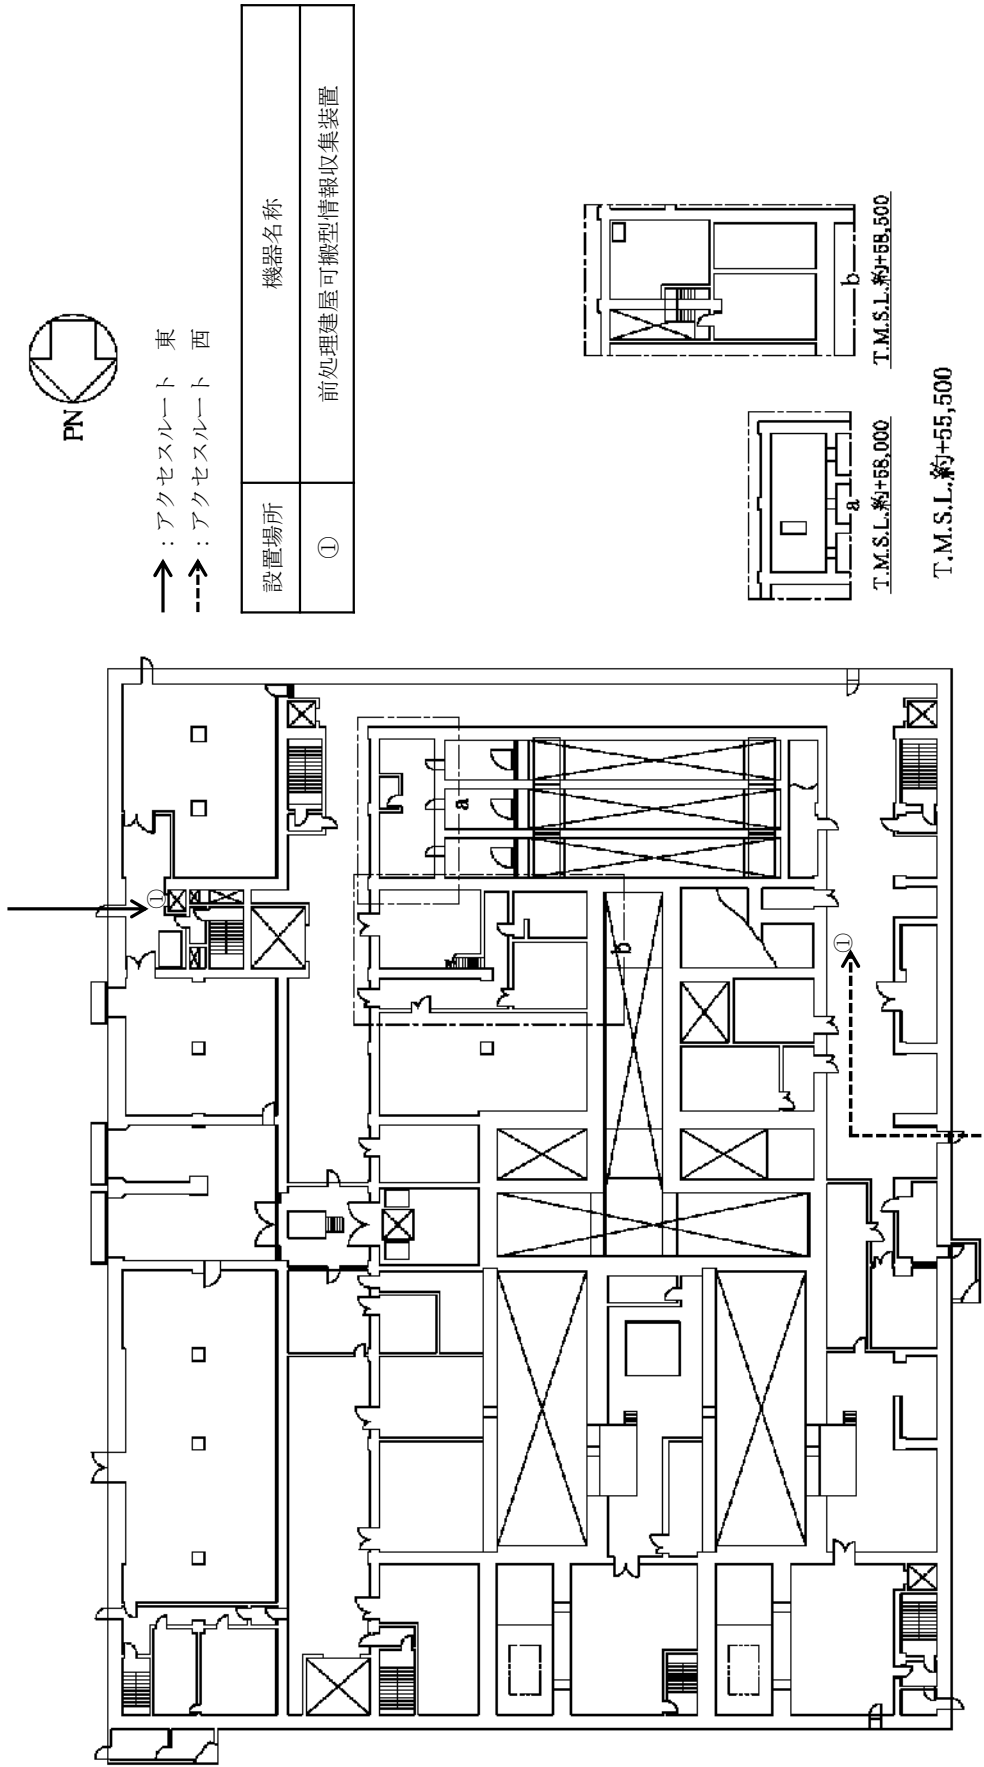 PN
：アクセスルート　東
：アクセスルート　西
設置場所　機器名称
①　前処理建屋可搬型情報収集装置
①
①
a
b
a
T.M.S.L.約+58,000
b
T.M.S.L.約+58,500
T.M.S.L.約+55,500